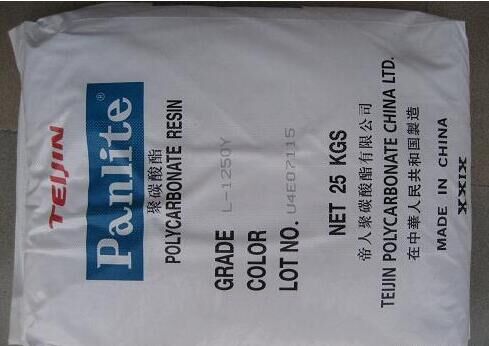 TEIJIN
Panlite®
聚碳酸酯
POLYCARBONATE RESIN
GRADE L-1250Y
COLOR
LOT NO. U4E07115
NET 25 KGS
帝人聚碳酸酯有限公司
TEIJIN POLYCARBONATE CHINA LTD.
在中華人民共和国製造
MADE IN CHINA
XXIX